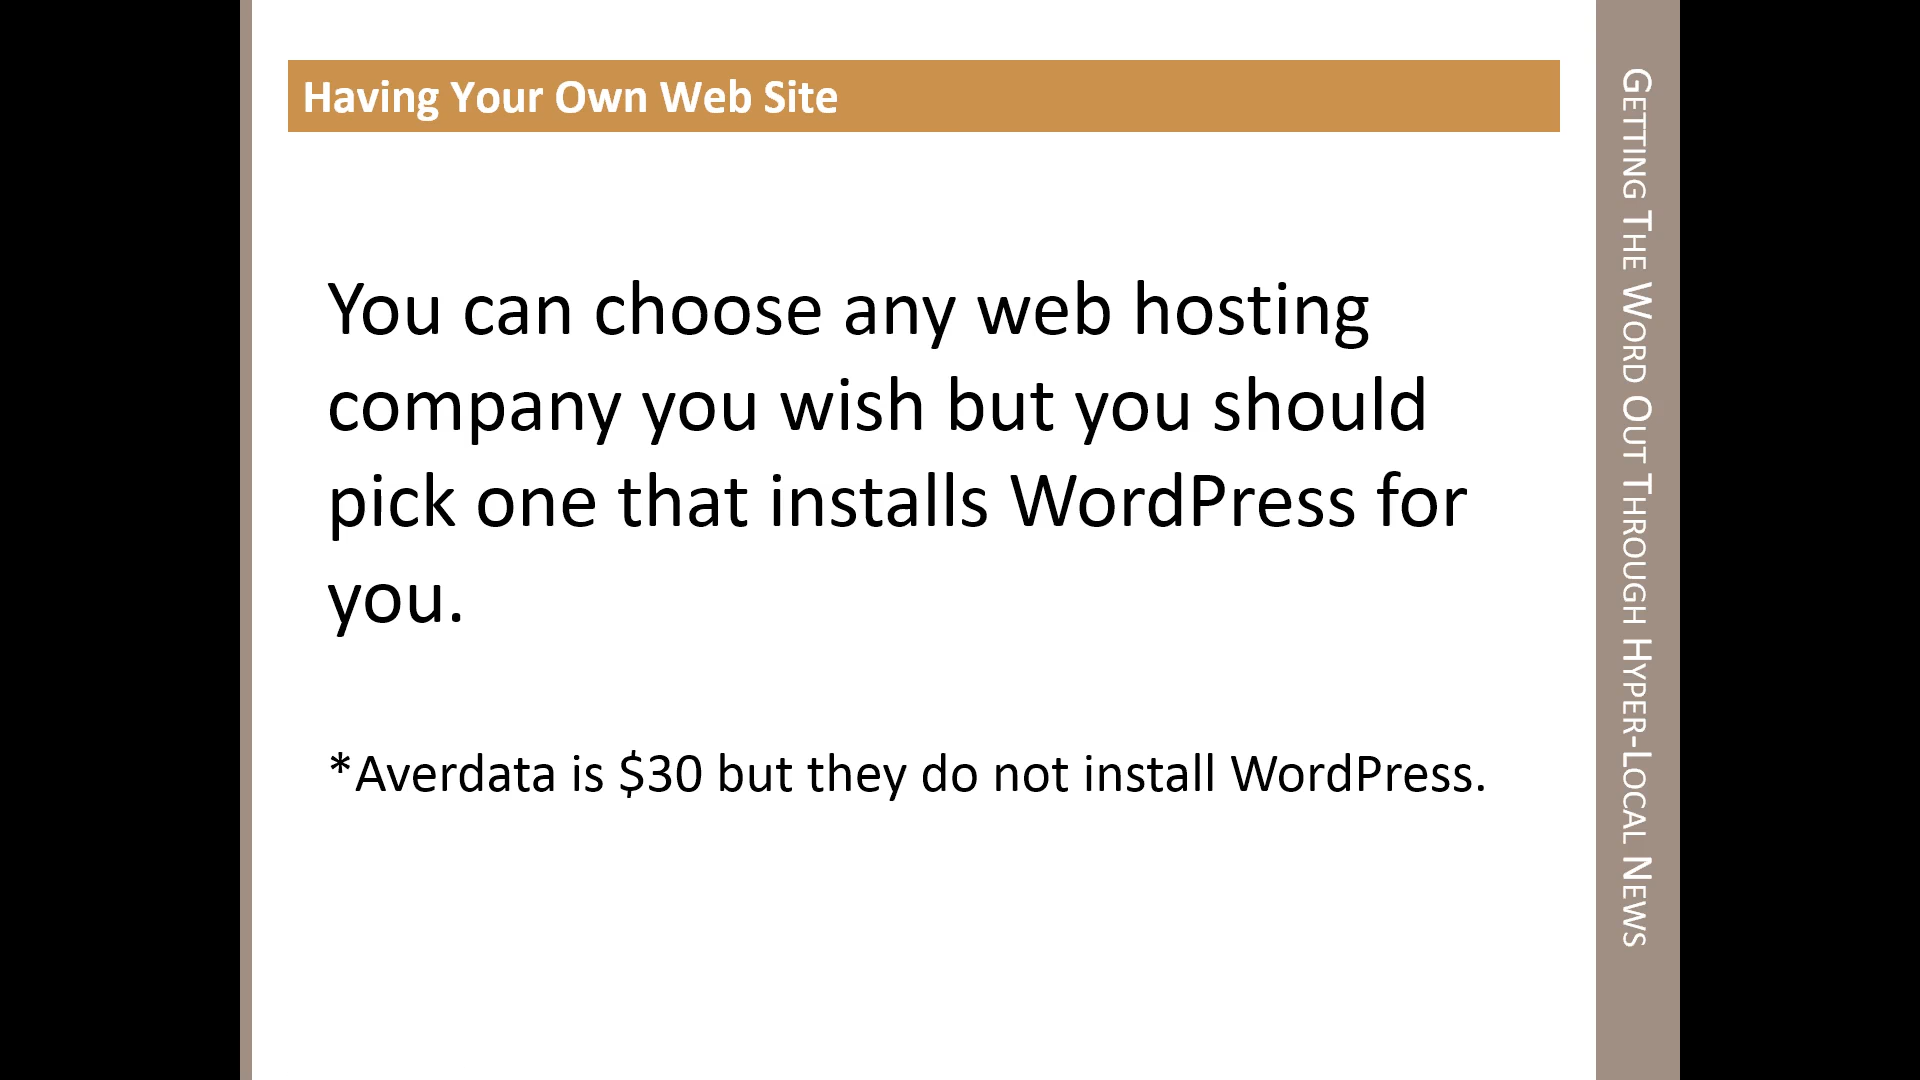 Having Your Own Web Site
You can choose any web hosting
company you wish but you should
pick one that installs WordPress for
you.
*Averdata is $30 but they do not install WordPress.
Getting The Word Out Through Hyper-Local News